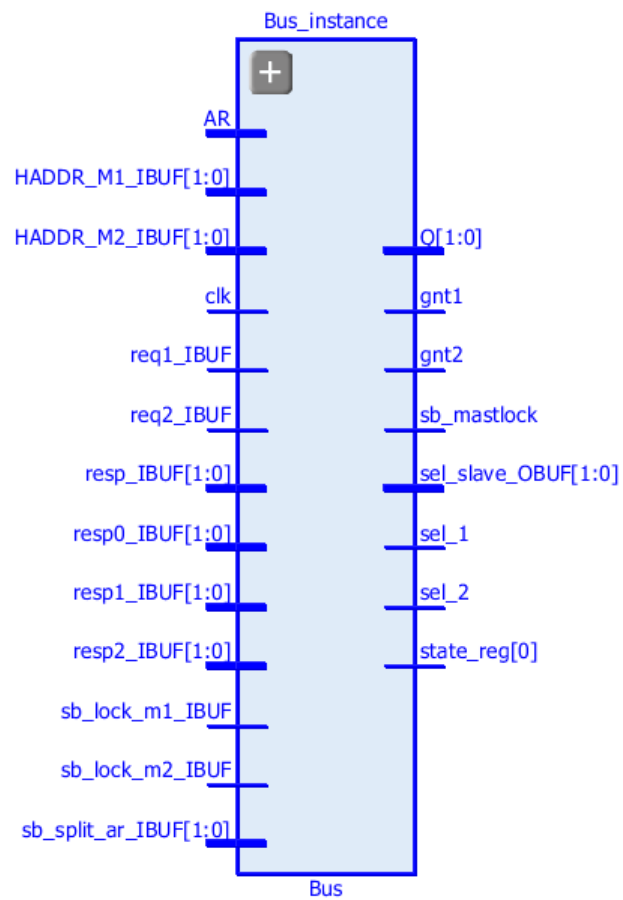 Bus_instance
+
AR
HADDR_M1_IBUF[1:0]
HADDR_M2_IBUF[1:0]
Q[1:0]
clk
gnt1
req1_IBUF
gnt2
req2_IBUF
sb_mastlock
resp_IBUF[1:0]
sel_slave_OBUF[1:0]
resp0_IBUF[1:0]
sel_1
resp1_IBUF[1:0]
sel_2
resp2_IBUF[1:0]
state_reg[0]
sb_lock_m1_IBUF
sb_lock_m2_IBUF
sb_split_ar_IBUF[1:0]
Bus